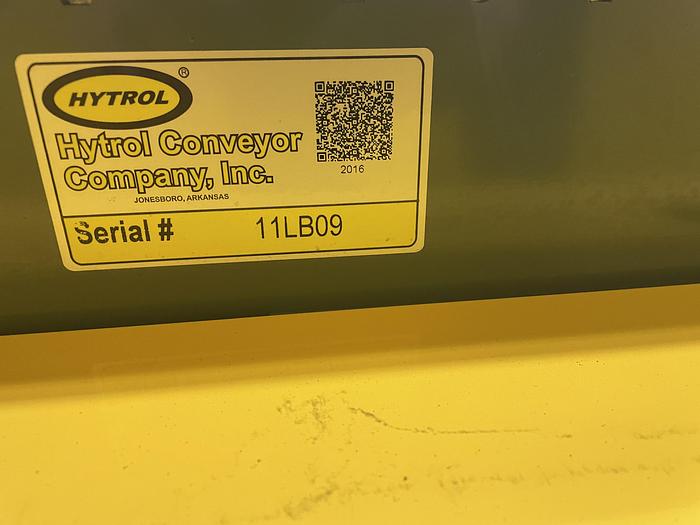 HYTROL ®
Hytrol Conveyor
Company, Inc.
JONESBORO, ARKANSAS
2016
Serial # 11LB09